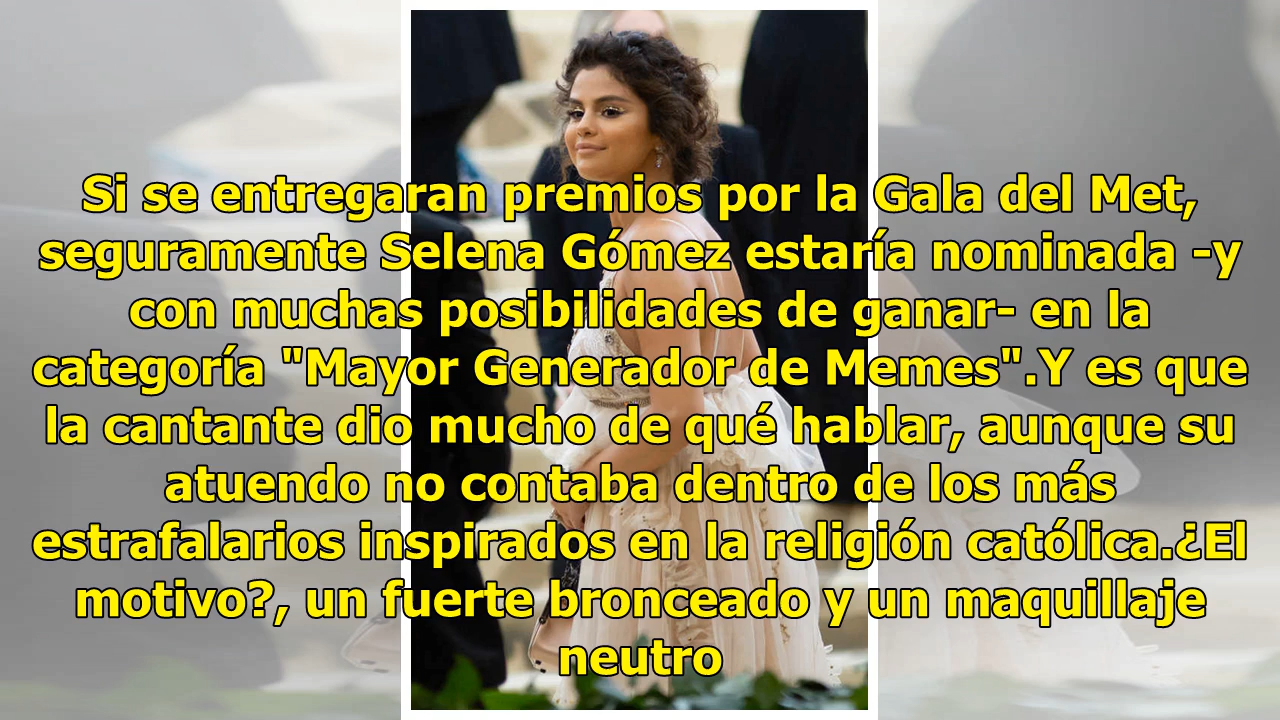 Si se entregaran premios por la Gala del Met,
seguramente Selena Gómez estaría nominada -y
con muchas posibilidades de ganar- en la
categoría "Mayor Generador de Memes".Y es que
la cantante dio mucho de qué hablar, aunque su
atuendo no contaba dentro de los más
estrafalarios inspirados en la religión católica.¿El
motivo?, un fuerte bronceado y un maquillaje
neutro